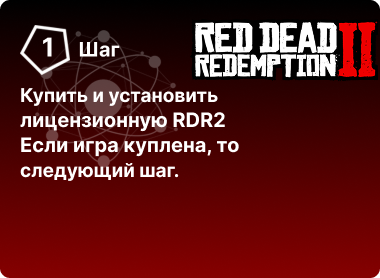 1 Шаг
RED DEAD
REDEMPTION II
Купить и установить
лицензионную RDR2
Если игра куплена, то
следующий шаг.